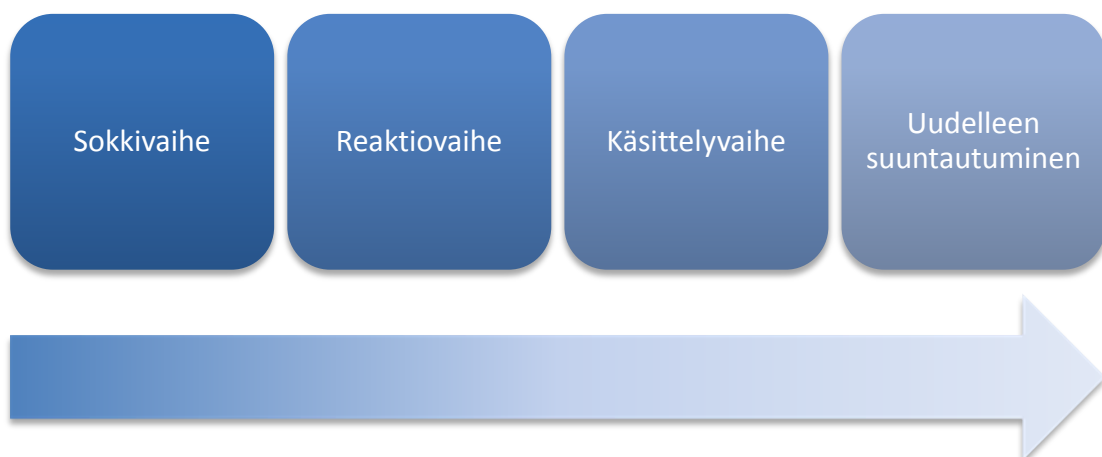 Sokkivaihe
Reaktiovaihe
Käsittelyvaihe
Uudelleen
suuntautuminen